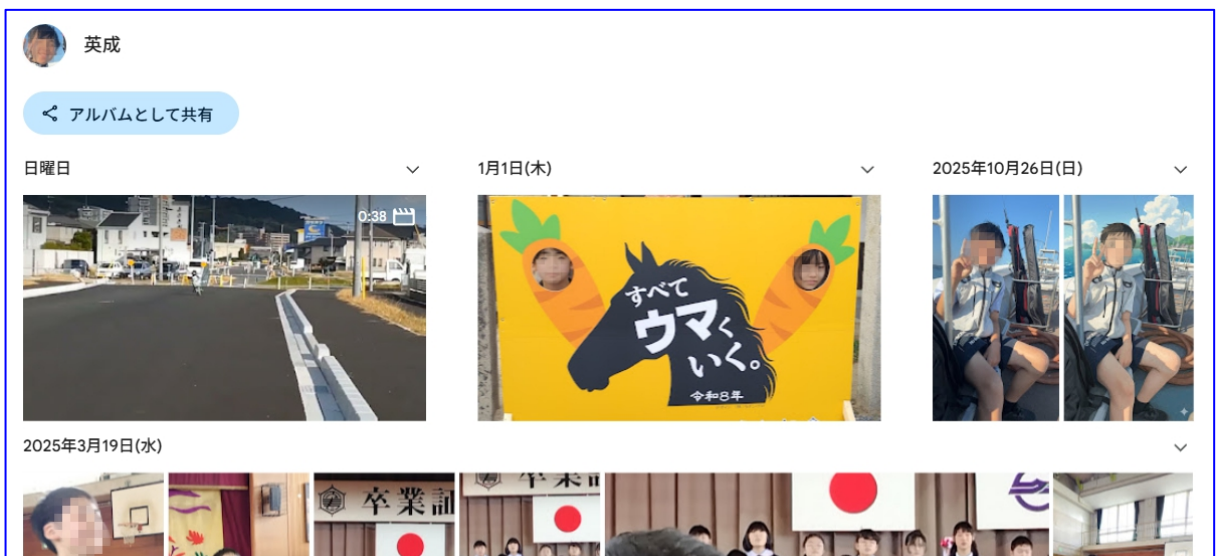 英成
アルバムとして共有
日曜日
1月1日(木)
2025年10月26日(日)
0:38
すべて
ウマく
いく。
令和8年
2025年3月19日(水)
卒業証
卒業証